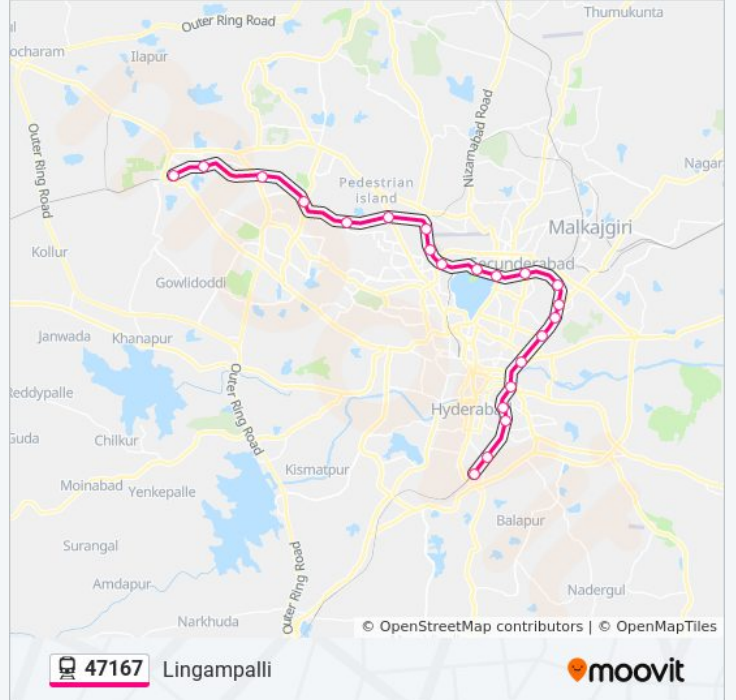 Thumukunta
Outer Ring Road
ocharam
Ilapur
Nizamabad Road
Outer Ring Road
Nagar
Pedestrian
island
Malkajgiri
Kollur
Secunderabad
Gowlidoddi
Janwada
Khanapur
Outer Ring Road
Reddypalle
Hyderaba
Guda
Chilkur
Kismatpur
Moinabad
Yenkepalle
Balapur
Surangal
Outer Ring Road
Amdapur
Nadergul
Narkhuda
© OpenStreetMap contributors | © OpenMapTiles
47167 Lingampalli
moovit